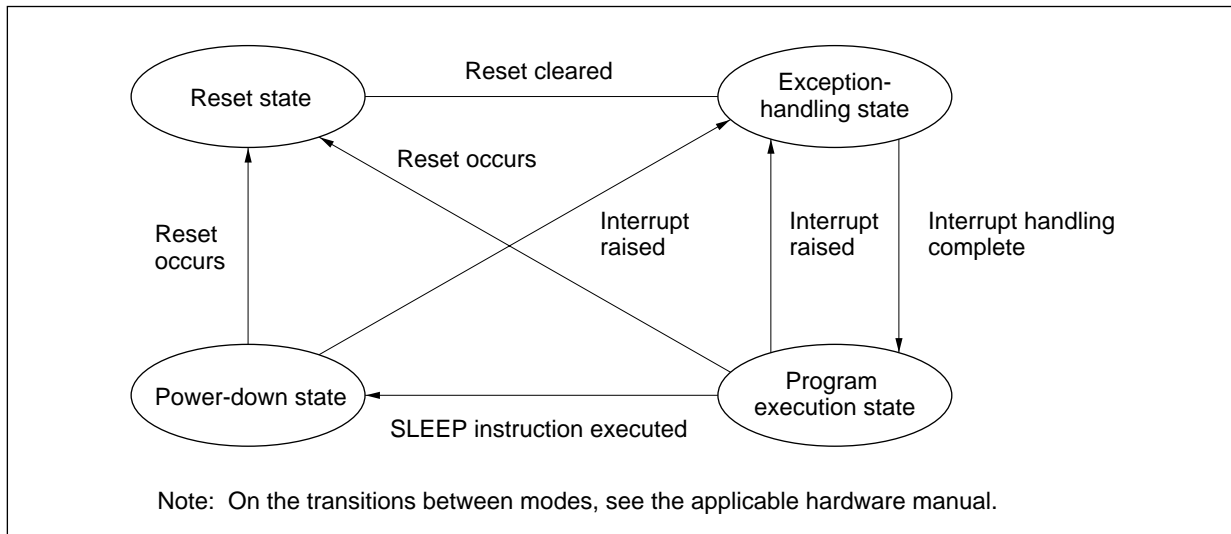 Reset state
Reset cleared
Exception-
handling state
Reset occurs
Reset
occurs
Interrupt
raised
Interrupt
raised
Interrupt handling
complete
Power-down state
SLEEP instruction executed
Program
execution state
Note: On the transitions between modes, see the applicable hardware manual.